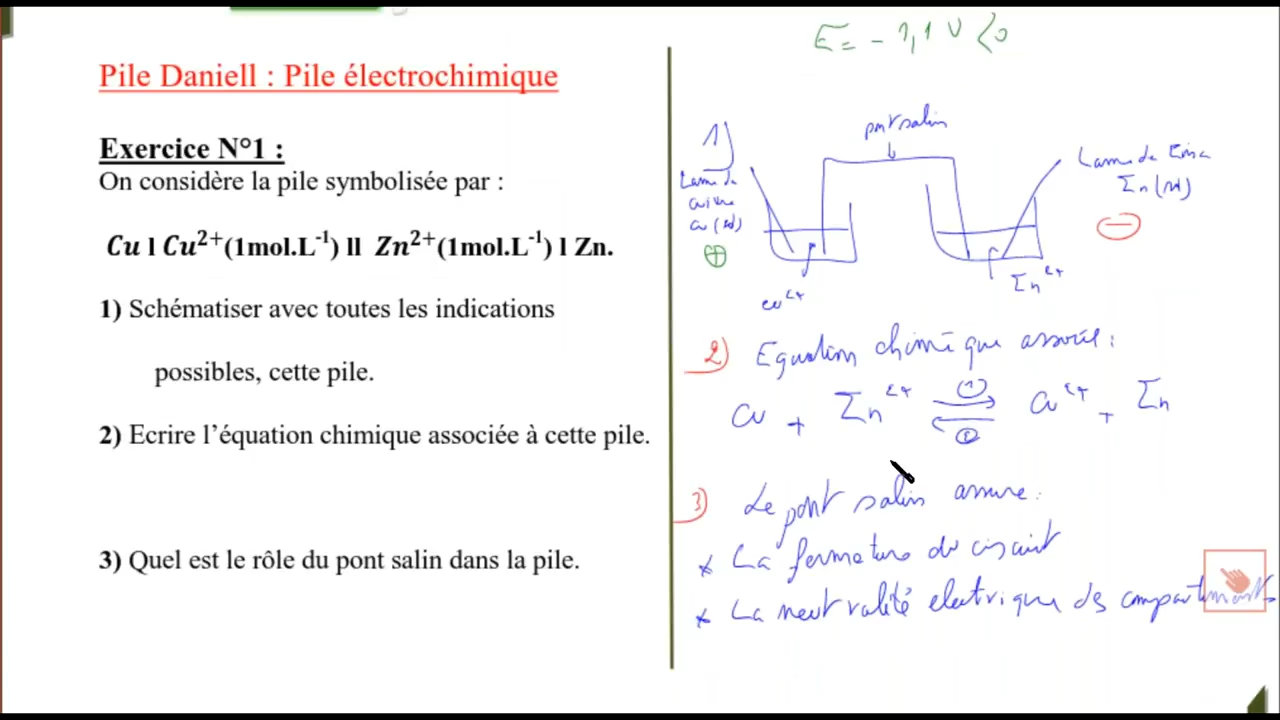 Pile Daniell : Pile électrochimique
Exercice N°1 :
On considère la pile symbolisée par :
Cu l Cu²⁺(1mol.L⁻¹) ll Zn²⁺(1mol.L⁻¹) l Zn.
1) Schématiser avec toutes les indications
possibles, cette pile.
2) Ecrire l’équation chimique associée à cette pile.
3) Quel est le rôle du pont salin dans la pile.
E = - 1,1 V < 0
1)
pont salin
Lame de
cuivre
Cu (sd)
+
Lame de Zinc
Zn (sd)
-
Cu²⁺
Zn²⁺
2) Equation chimique associée :
Cu + Zn²⁺ (1) ⇌ (2) Cu²⁺ + Zn
3) Le pont salin assure :
* La fermeture du circuit
* La neutralité électrique des compartiments